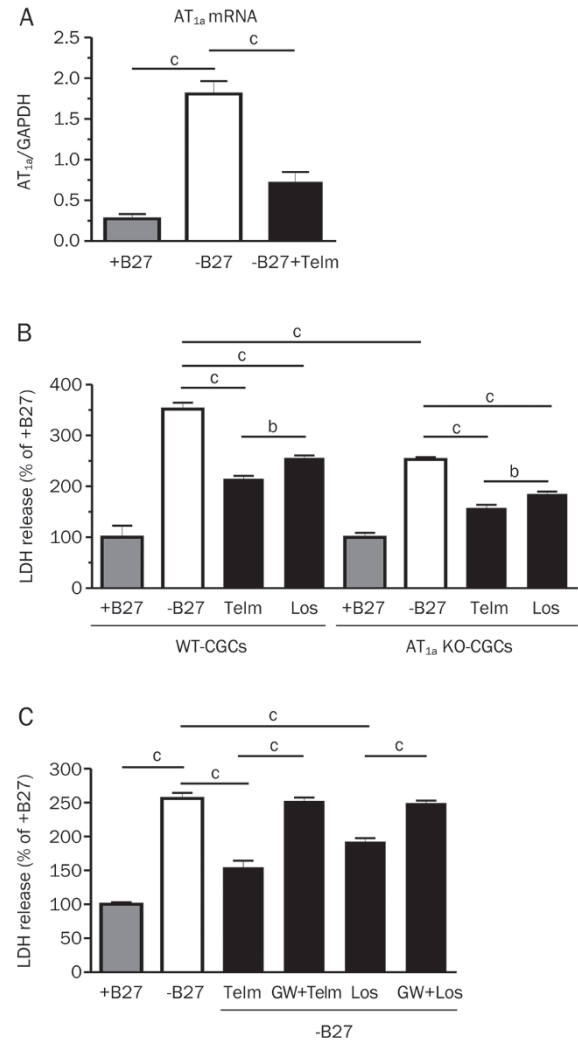 A
AT1a mRNA
c
c
2.5
2.0
1.5
1.0
0.5
0.0
AT1a/GAPDH
+B27 -B27 -B27+Telm
B
c
c
c
c
c
b
b
400
300
200
100
0
LDH release (% of +B27)
+B27 -B27 Telm Los +B27 -B27 Telm Los
WT-CGCs AT1a KO-CGCs
C
c
c
c
c
c
300
250
200
150
100
50
0
LDH release (% of +B27)
+B27 -B27 Telm GW+Telm Los GW+Los
-B27